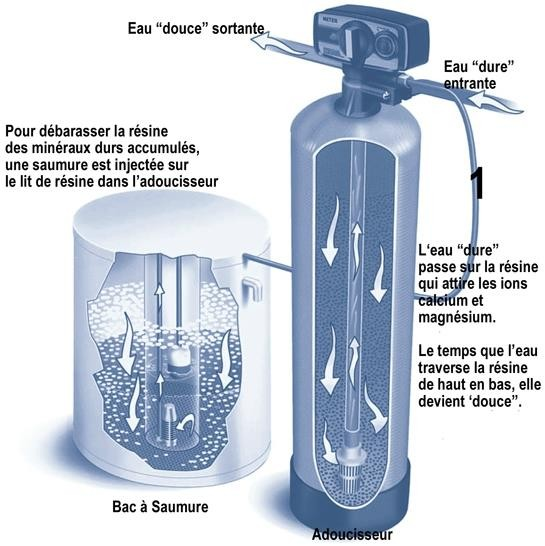 Eau “douce” sortante
METER
Eau “dure”
entrante
Pour débarasser la résine
des minéraux durs accumulés,
une saumure est injectée sur
le lit de résine dans l’adoucisseur
1
L‘eau “dure”
passe sur la résine
qui attire les ions
calcium et
magnésium.
Le temps que l’eau
traverse la résine
de haut en bas, elle
devient ‘douce”.
Bac à Saumure
Adoucisseur